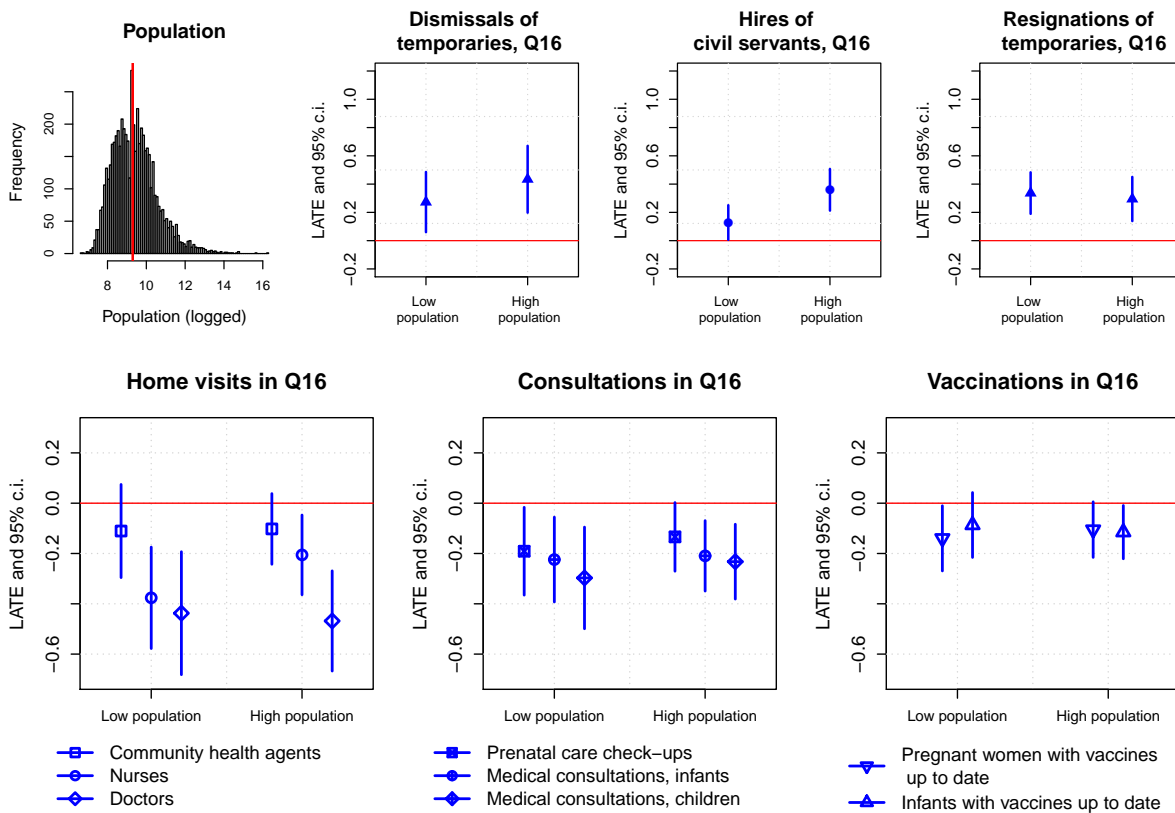 Population
Frequency
0
50
100
200
8
10
12
14
16
Population (logged)
Dismissals of
temporaries, Q16
LATE and 95% c.i.
−0.2
0.2
0.6
1.0
Low
population
High
population
Hires of
civil servants, Q16
LATE and 95% c.i.
−0.2
0.2
0.6
1.0
Low
population
High
population
Resignations of
temporaries, Q16
LATE and 95% c.i.
−0.2
0.2
0.6
1.0
Low
population
High
population
Home visits in Q16
LATE and 95% c.i.
−0.6
−0.2
0.0
0.2
Low population
High population
Community health agents
Nurses
Doctors
Consultations in Q16
LATE and 95% c.i.
−0.6
−0.2
0.0
0.2
Low population
High population
Prenatal care check−ups
Medical consultations, infants
Medical consultations, children
Vaccinations in Q16
LATE and 95% c.i.
−0.6
−0.2
0.0
0.2
Low population
High population
Pregnant women with vaccines
up to date
Infants with vaccines up to date